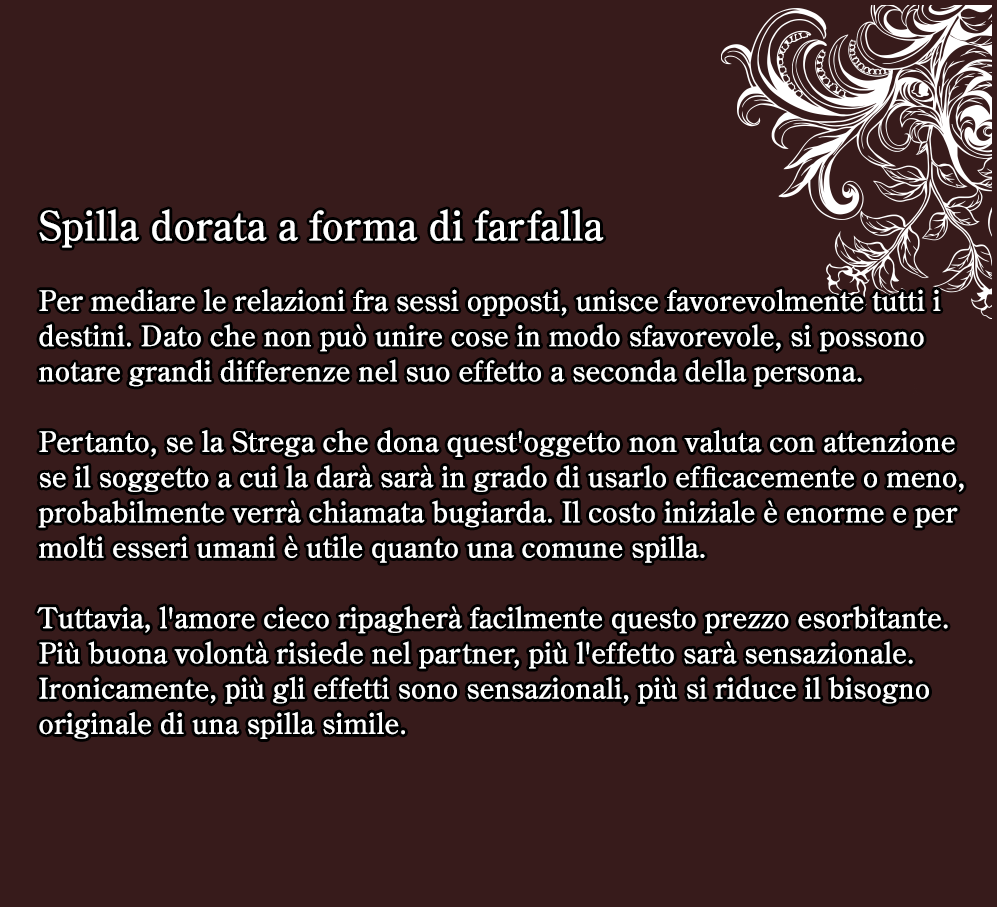 Spilla dorata a forma di farfalla
Per mediare le relazioni fra sessi opposti, unisce favorevolmente tutti i
destini. Dato che non può unire cose in modo sfavorevole, si possono
notare grandi differenze nel suo effetto a seconda della persona.
Pertanto, se la Strega che dona quest'oggetto non valuta con attenzione
se il soggetto a cui la darà sarà in grado di usarlo efficacemente o meno,
probabilmente verrà chiamata bugiarda. Il costo iniziale è enorme e per
molti esseri umani è utile quanto una comune spilla.
Tuttavia, l'amore cieco ripagherà facilmente questo prezzo esorbitante.
Più buona volontà risiede nel partner, più l'effetto sarà sensazionale.
Ironicamente, più gli effetti sono sensazionali, più si riduce il bisogno
originale di una spilla simile.